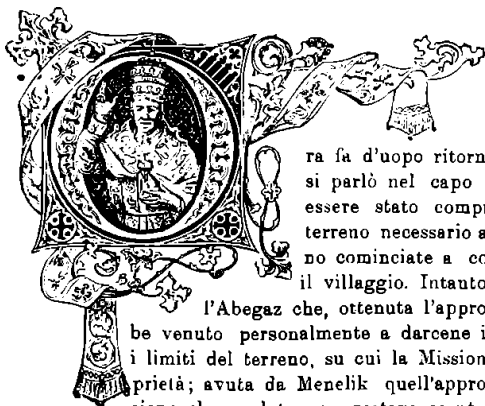 Ora fa d'uopo ritorn
si parlò nel capo
essere stato comp
terreno necessario a
no cominciate a co
il villaggio. Intanto
l'Abegaz che, ottenuta l'appro
be venuto personalmente a darcene i
i limiti del terreno, su cui la Mission
prietà; avuta da Menelik quell'appro